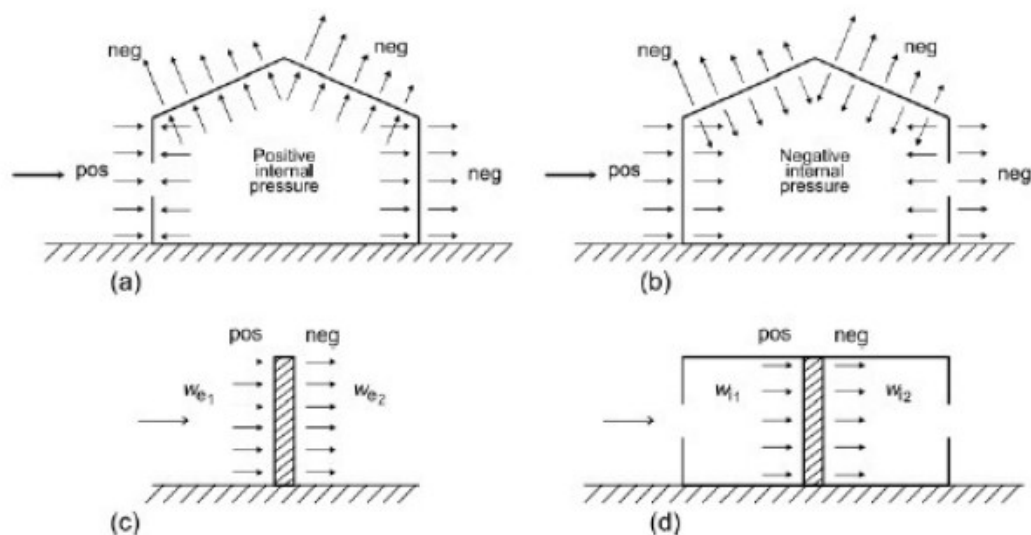 neg
neg
pos
Positive
internal
pressure
neg
(a)
neg
neg
pos
Negative
internal
pressure
neg
(b)
pos neg
we1 we2
(c)
pos neg
wi1 wi2
(d)